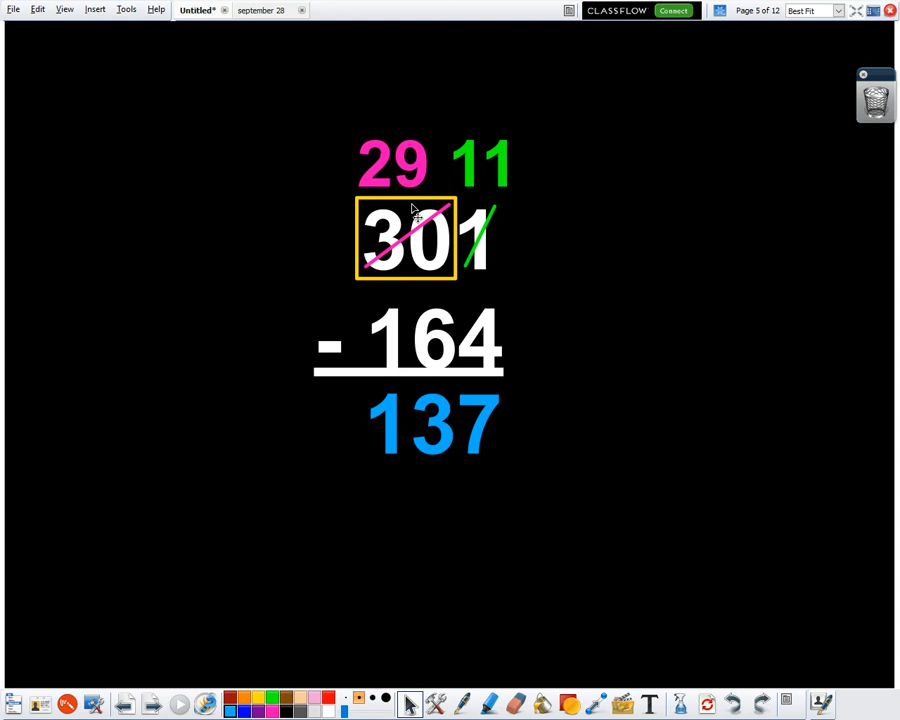 File Edit View Insert Tools Help Untitled* september 28 CLASSFLOW Connect Page 5 of 12 Best Fit
29 11
301
- 164
137
T